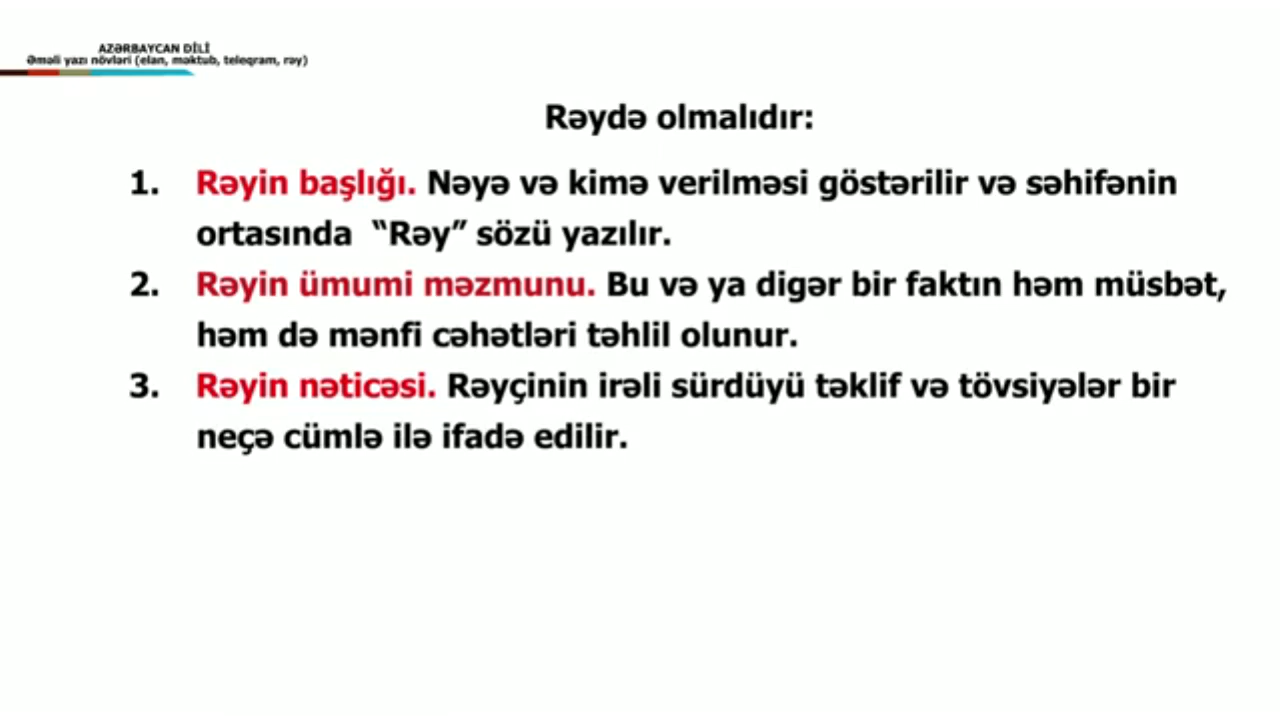 AZƏRBAYCAN DİLİ
Əməli yazı növləri (elan, məktub, teleqram, rəy)
Rəydə olmalıdır:
1. Rəyin başlığı. Nəyə və kimə verilməsi göstərilir və səhifənin
ortasında “Rəy” sözü yazılır.
2. Rəyin ümumi məzmunu. Bu və ya digər bir faktın həm müsbət,
həm də mənfi cəhətləri təhlil olunur.
3. Rəyin nəticəsi. Rəyçinin irəli sürdüyü təklif və tövsiyələr bir
neçə cümlə ilə ifadə edilir.